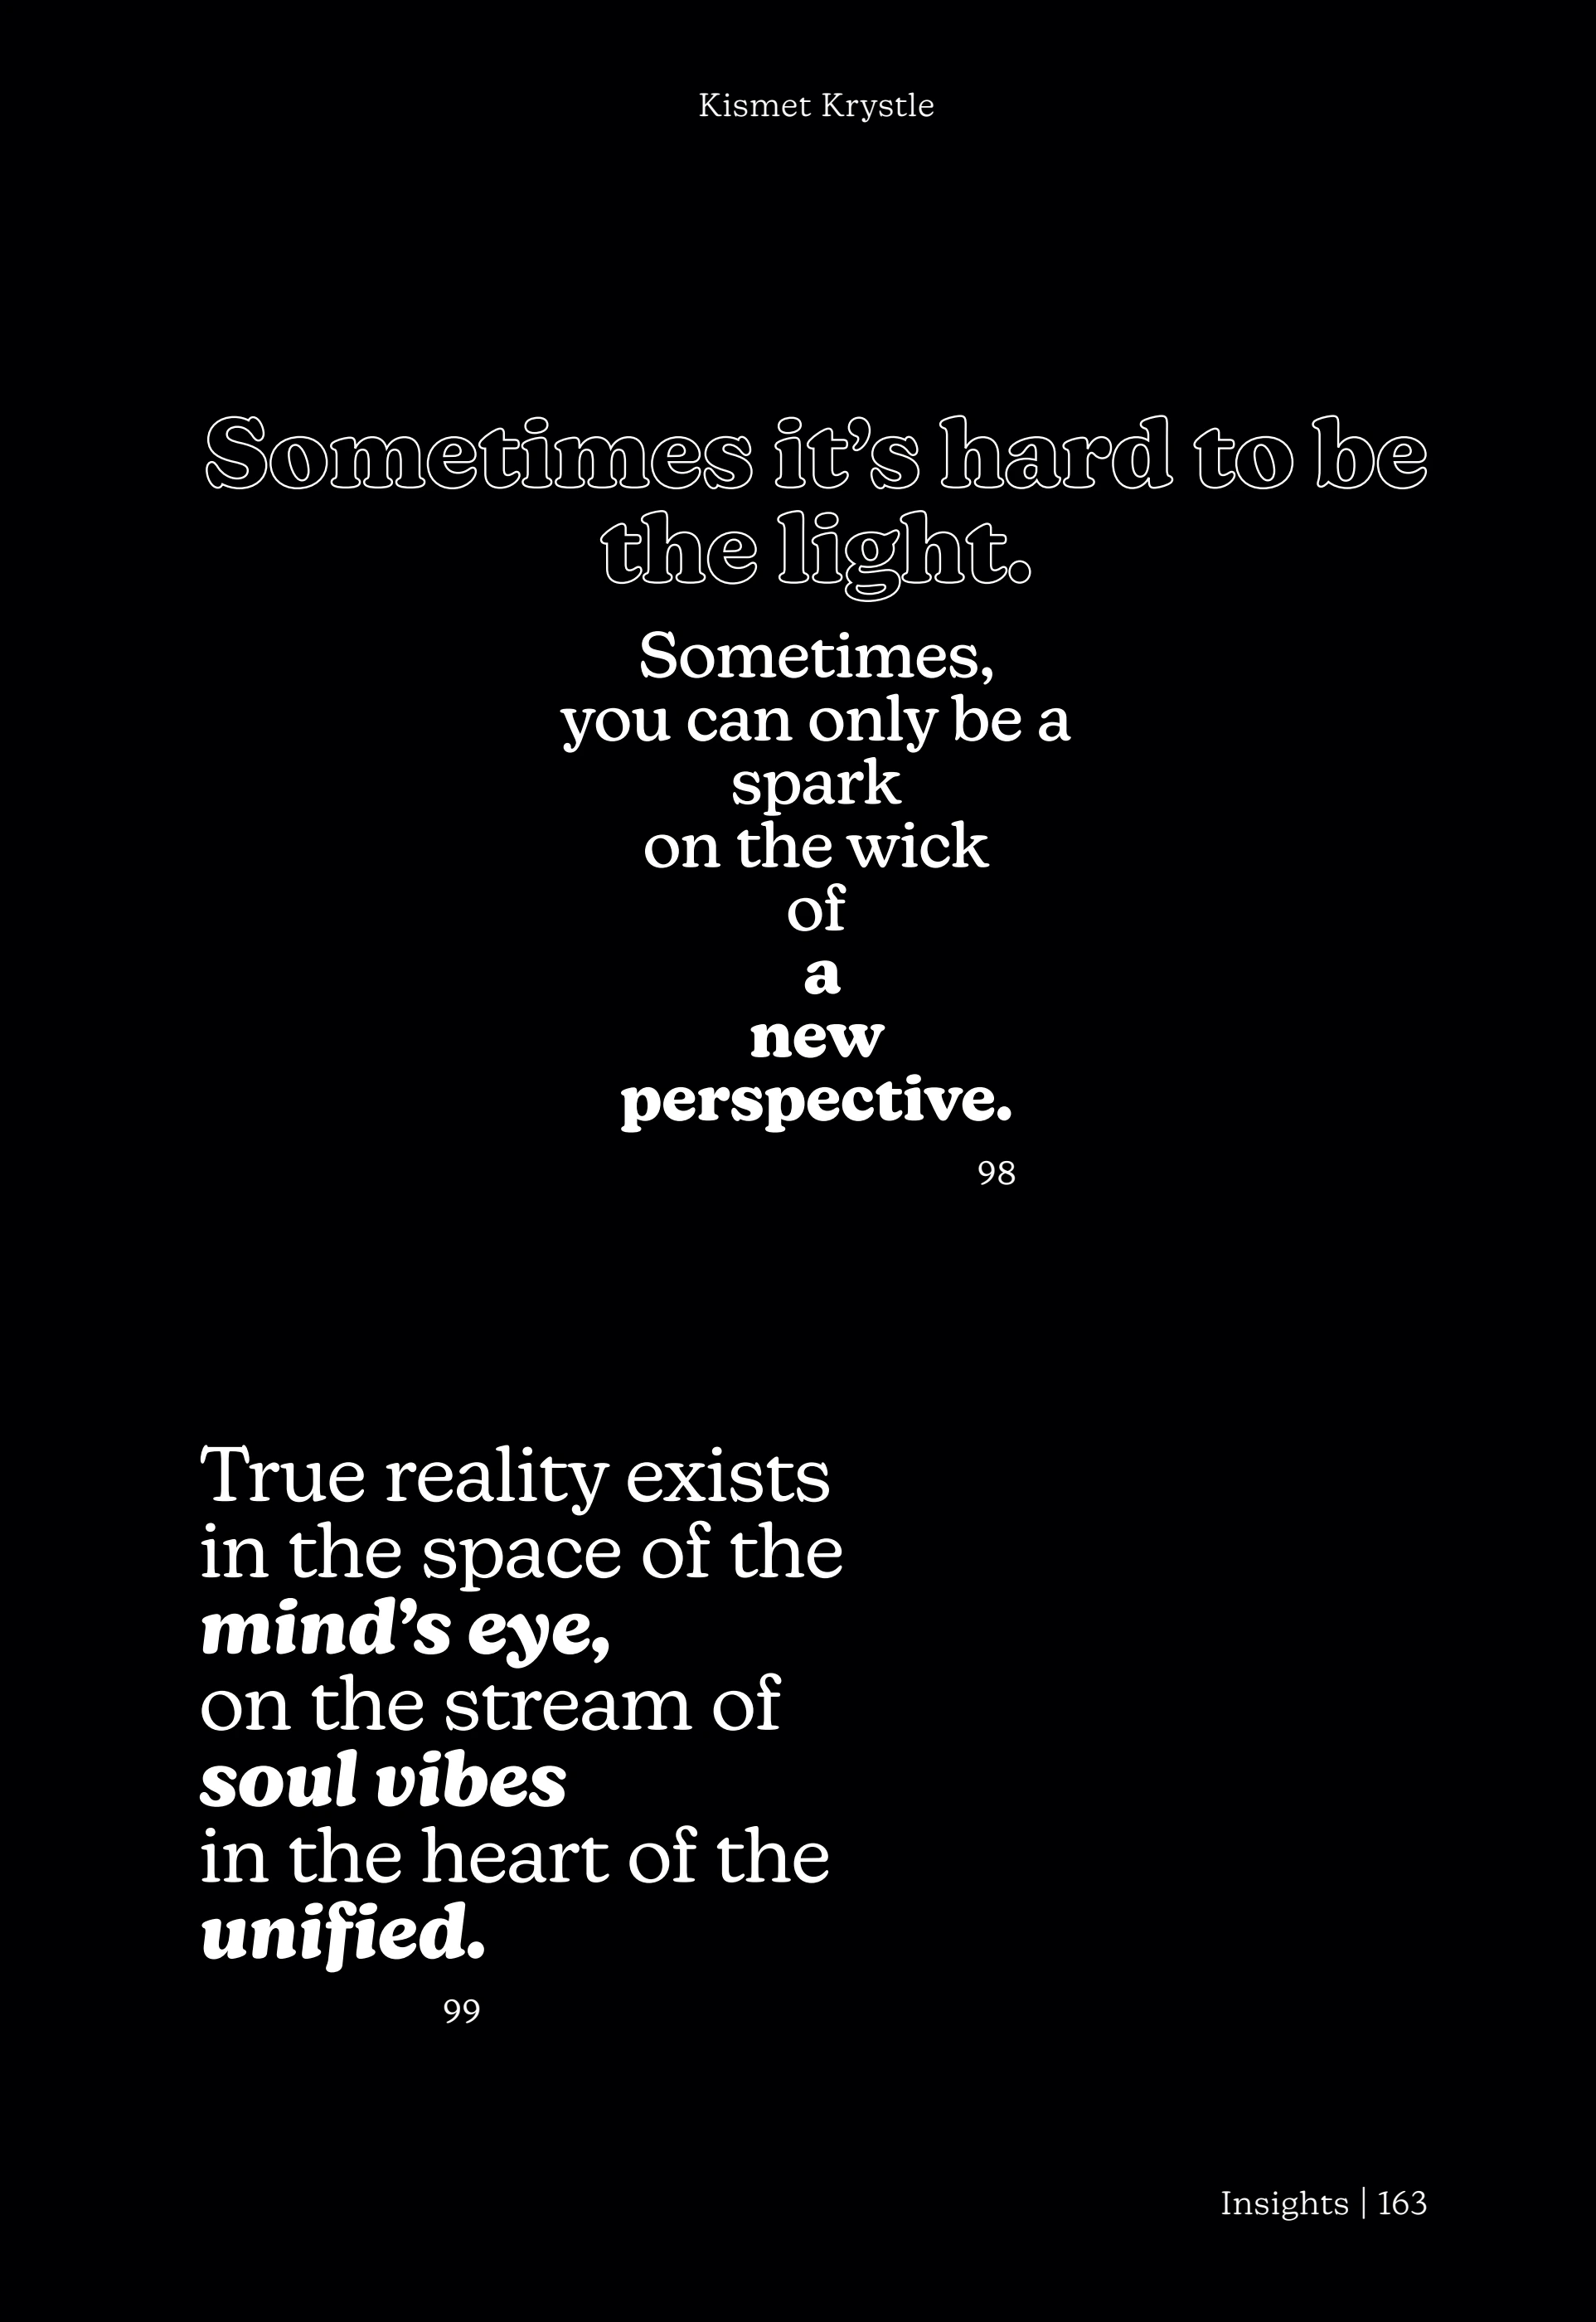 Kismet Krystle
Sometimes it’s hard to be
the light.
Sometimes,
you can only be a
spark
on the wick
of
a
new
perspective.
98
True reality exists
in the space of the
mind’s eye,
on the stream of
soul vibes
in the heart of the
unified.
99
Insights | 163